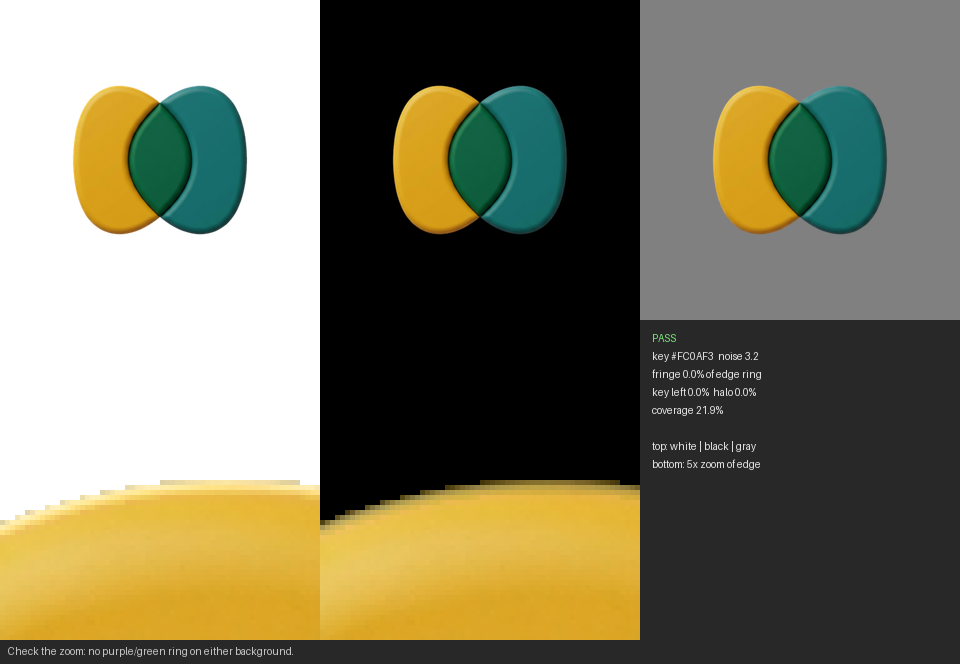 PASS
key #FC0AF3 noise 3.2
fringe 0.0% of edge ring
key left 0.0% halo 0.0%
coverage 21.9%
top: white | black | gray
bottom: 5x zoom of edge
Check the zoom: no purple/green ring on either background.